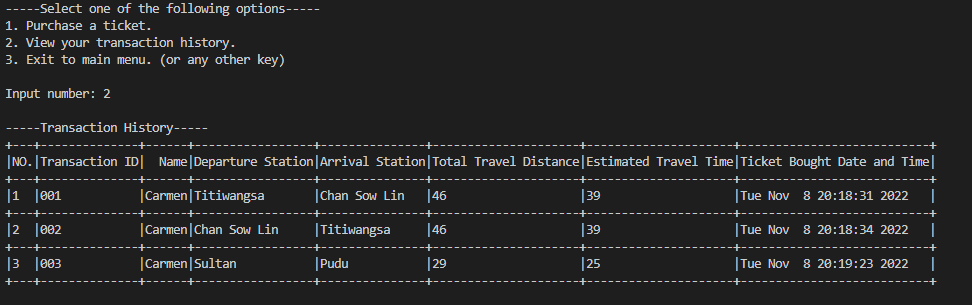 -----Select one of the following options-----
1. Purchase a ticket.
2. View your transaction history.
3. Exit to main menu. (or any other key)

Input number: 2

-----Transaction History-----
+---+--------------+------+-----------------+---------------+---------------------+---------------------+---------------------------+
|NO.|Transaction ID|  Name|Departure Station|Arrival Station|Total Travel Distance|Estimated Travel Time|Ticket Bought Date and Time|
+---+--------------+------+-----------------+---------------+---------------------+---------------------+---------------------------+
|1  |001           |Carmen|Titiwangsa       |Chan Sow Lin   |46                   |39                   |Tue Nov  8 20:18:31 2022   |
+---+--------------+------+-----------------+---------------+---------------------+---------------------+---------------------------+
|2  |002           |Carmen|Chan Sow Lin     |Titiwangsa     |46                   |39                   |Tue Nov  8 20:18:34 2022   |
+---+--------------+------+-----------------+---------------+---------------------+---------------------+---------------------------+
|3  |003           |Carmen|Sultan           |Pudu           |29                   |25                   |Tue Nov  8 20:19:23 2022   |
+---+--------------+------+-----------------+---------------+---------------------+---------------------+---------------------------+